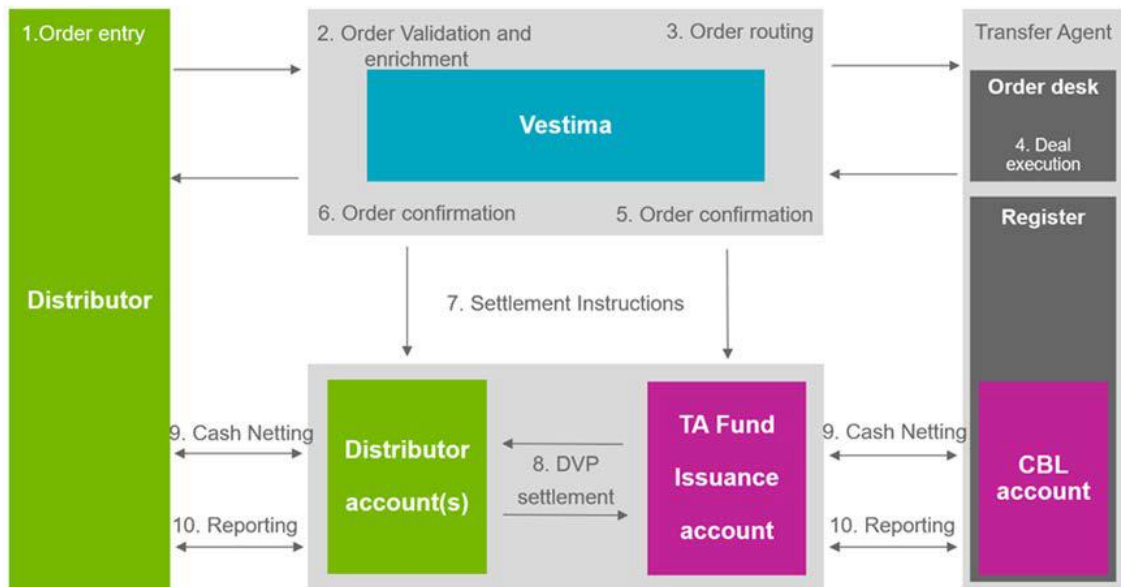 1.Order entry
2. Order Validation and
enrichment
3. Order routing
Transfer Agent
Vestima
Order desk
4. Deal
execution
6. Order confirmation
5. Order confirmation
Register
Distributor
7. Settlement Instructions
9. Cash Netting
Distributor
account(s)
8. DVP
settlement
TA Fund
Issuance
account
9. Cash Netting
CBL
account
10. Reporting
10. Reporting